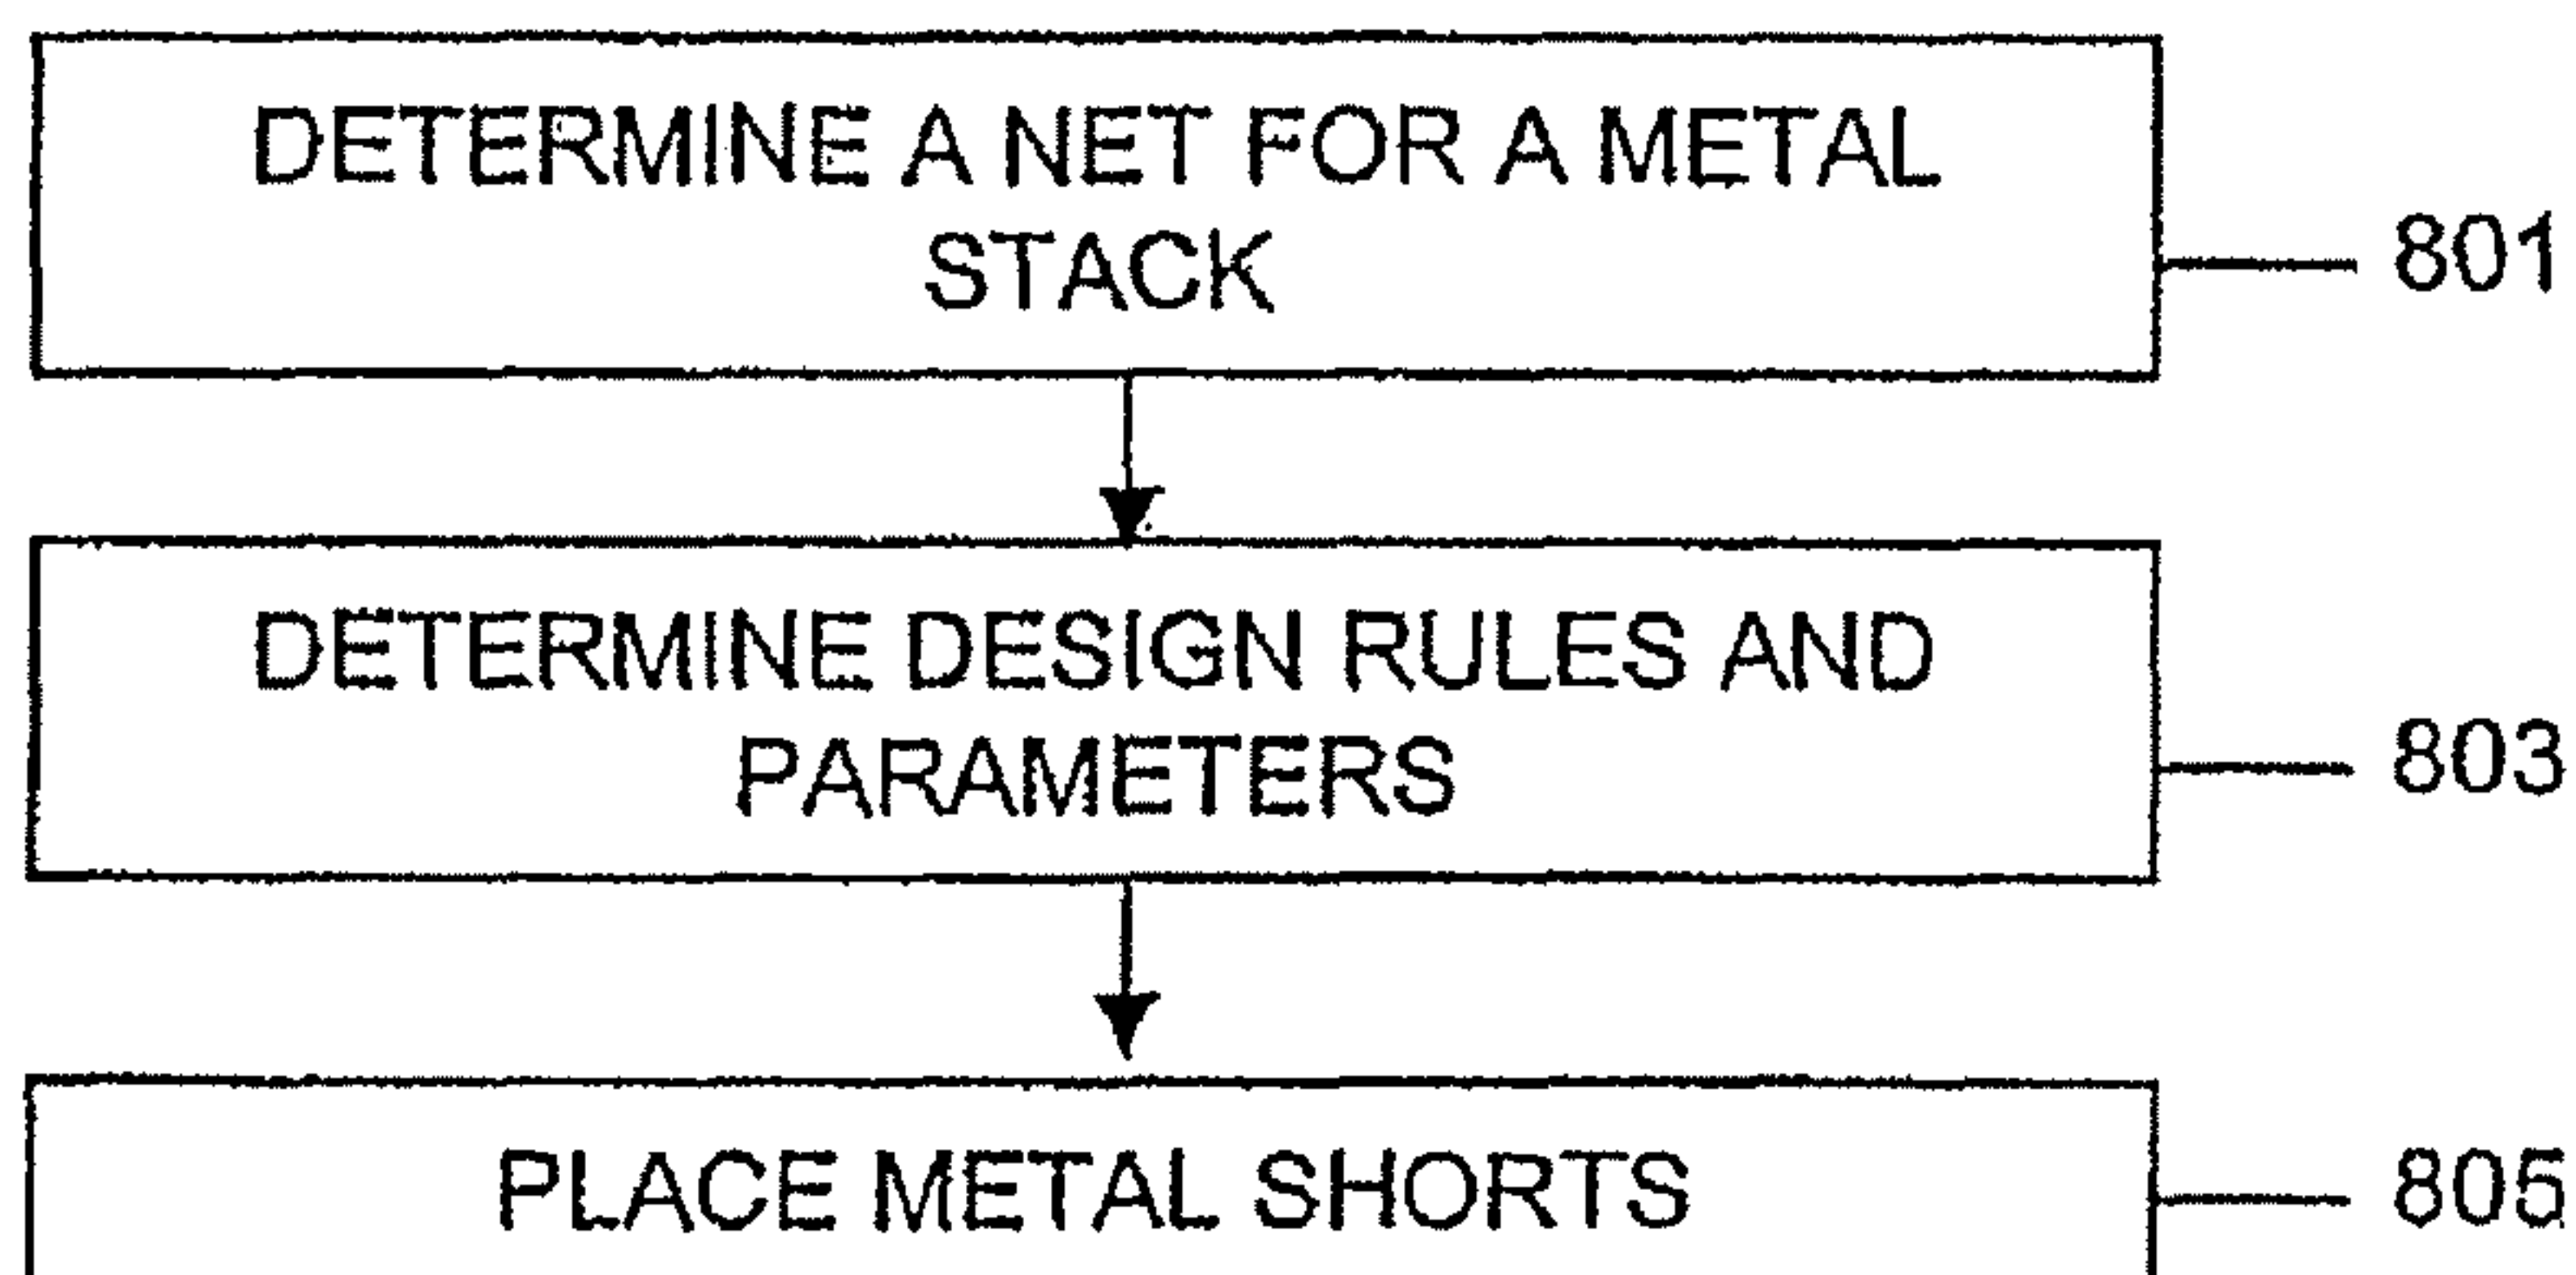 DETERMINE A NET FOR A METAL
STACK
801
DETERMINE DESIGN RULES AND
PARAMETERS
803
PLACE METAL SHORTS
805